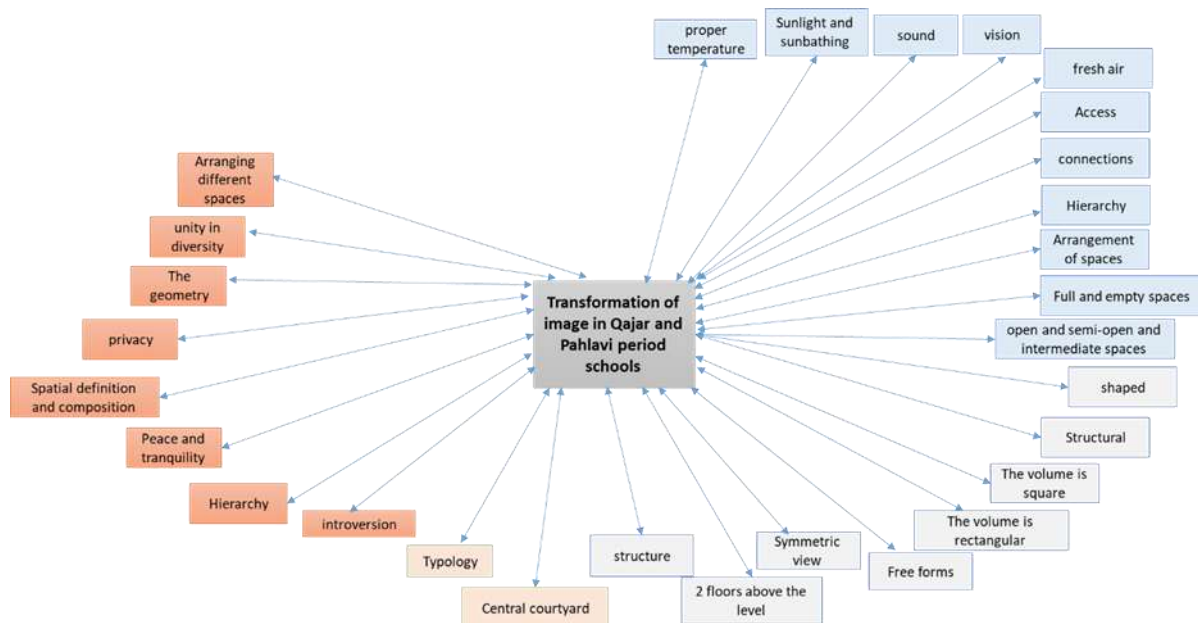 proper
temperature
Sunlight and
sunbathing
sound
vision
fresh air
Access
connections
Hierarchy
Arrangement
of spaces
Full and empty spaces
open and semi-open and
intermediate spaces
shaped
Structural
The volume is
square
The volume is
rectangular
Free forms
Symmetric
view
2 floors above the
level
structure
Central courtyard
Typology
introversion
Hierarchy
Peace and
tranquility
Spatial definition
and composition
privacy
The
geometry
unity in
diversity
Arranging
different
spaces
Transformation of
image in Qajar and
Pahlavi period
schools